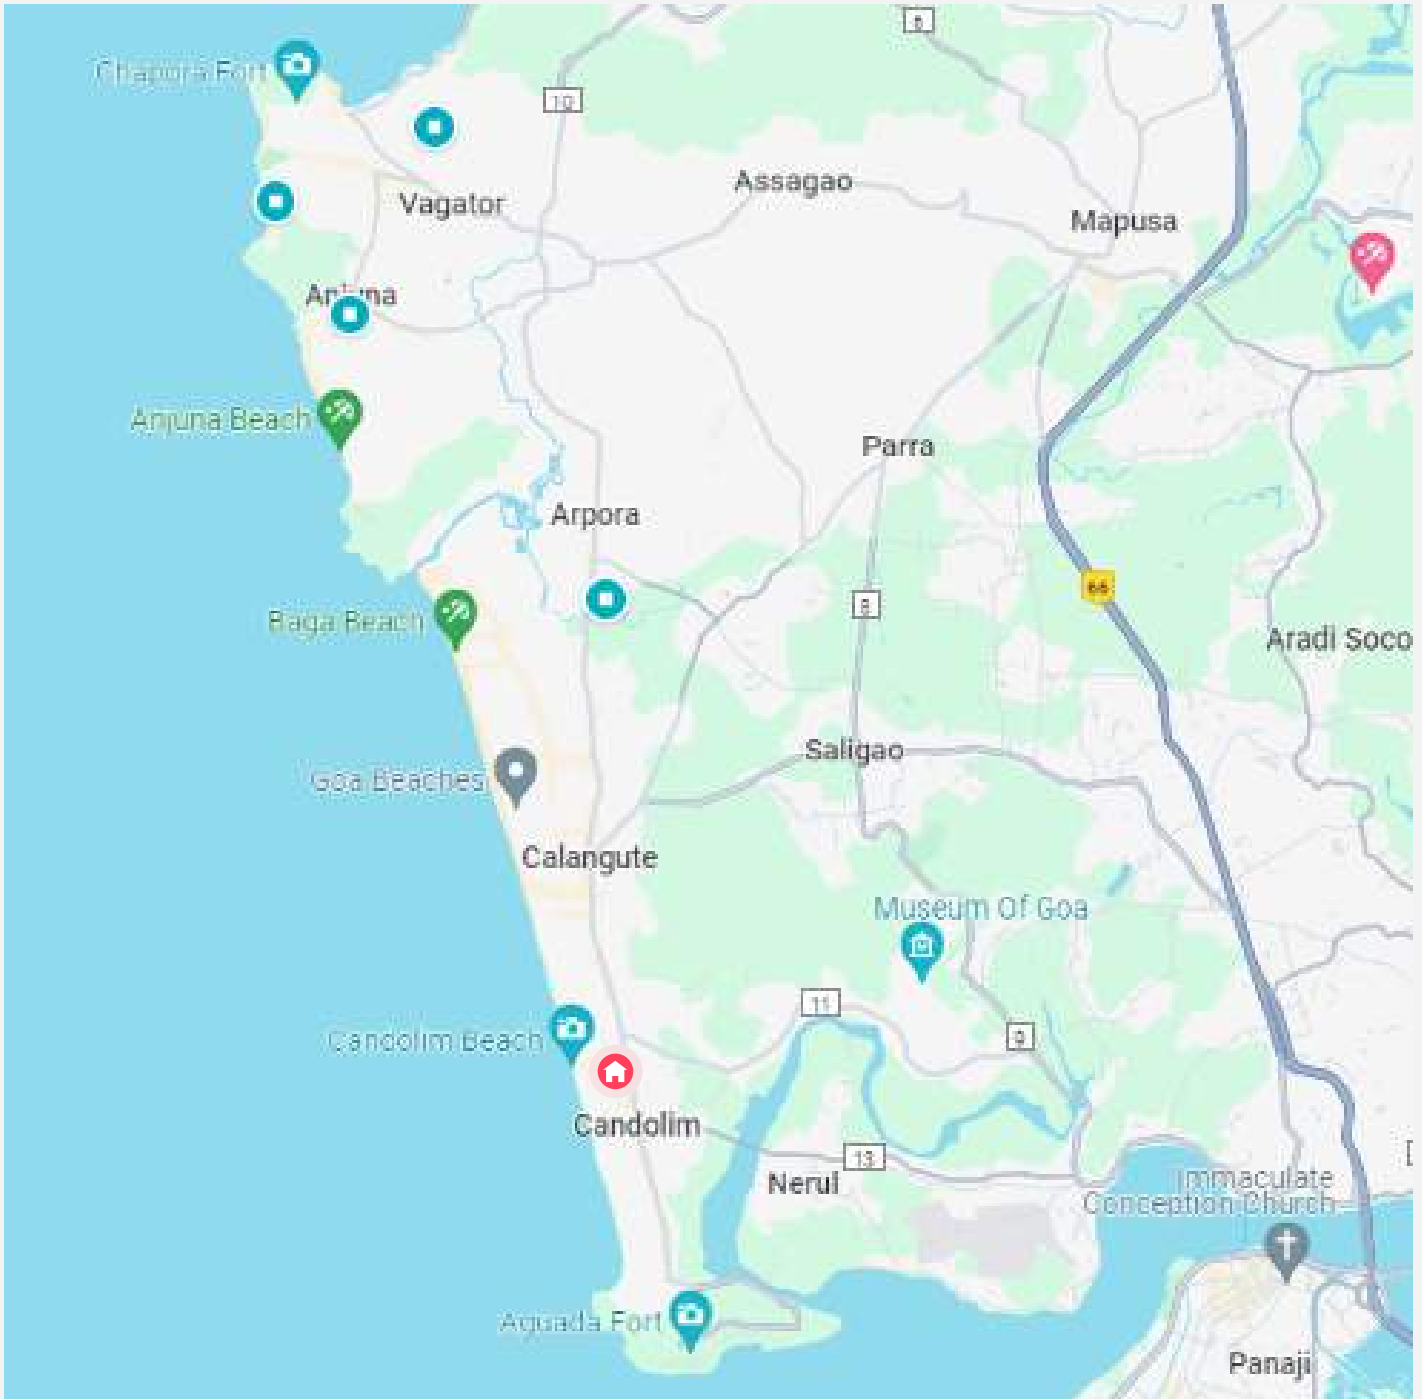 8
Chapora Fort
10
Assagao
Vagator
Mapusa
Anjuna
Anjuna Beach
Parra
Arpora
66
8
Baga Beach
Aradi Soco
Saligao
Goa Beaches
Calangute
Museum Of Goa
11
9
Candolim Beach
Candolim
13
Nerul
Immaculate
Conception Church
Aguada Fort
Panaji